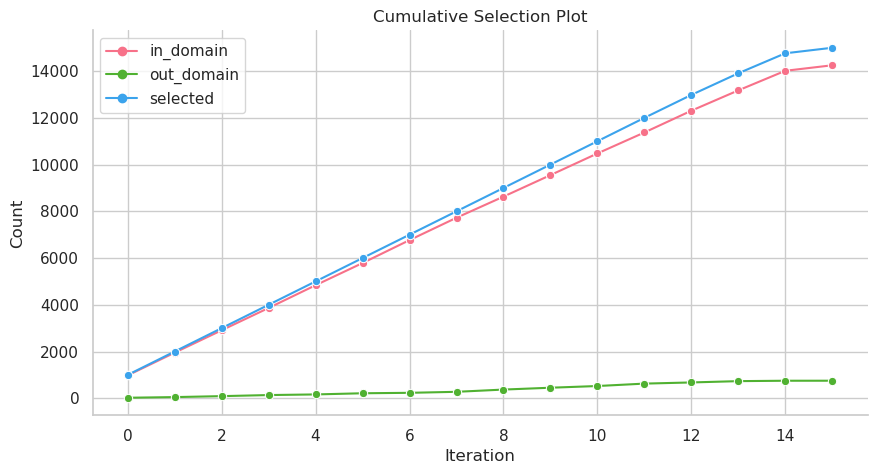 Cumulative Selection Plot
in_domain
out_domain
selected
Count
14000
12000
10000
8000
6000
4000
2000
0
0 2 4 6 8 10 12 14
Iteration